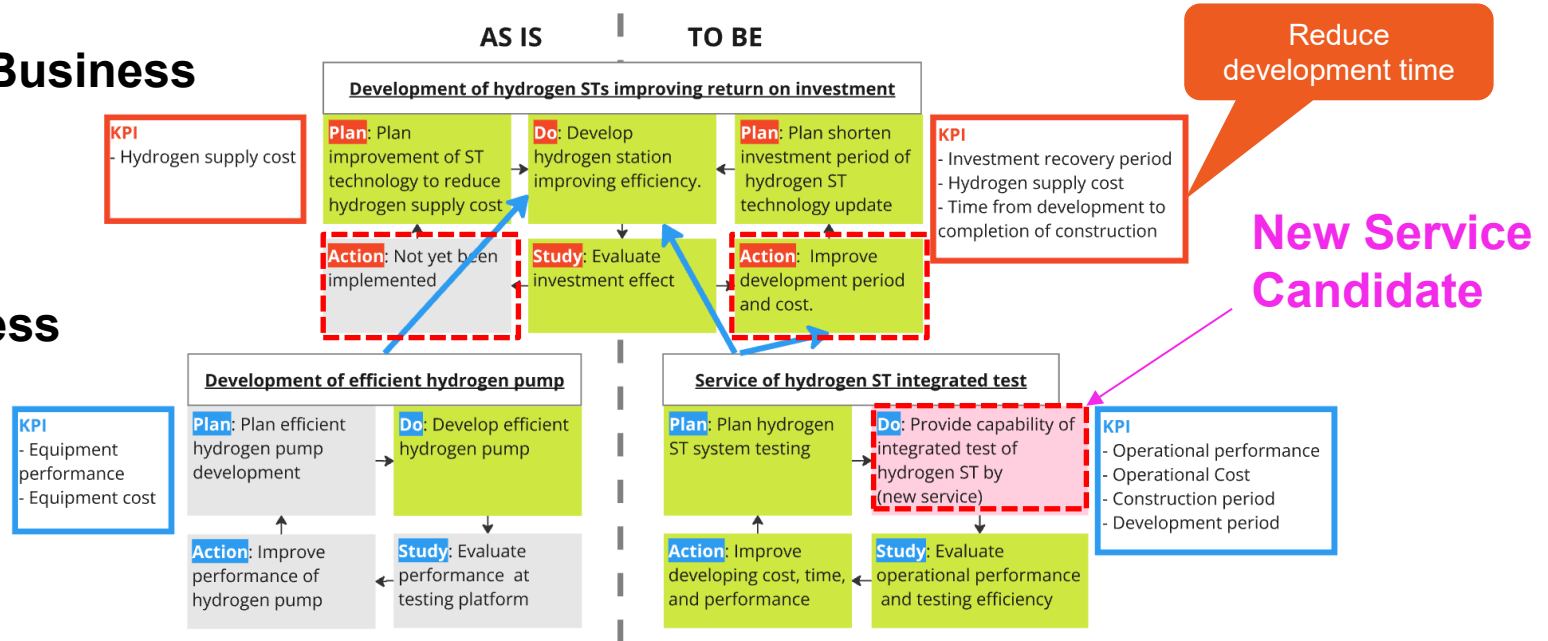 AS IS
TO BE
Reduce
development time
Business
Development of hydrogen STs improving return on investment
KPI
- Hydrogen supply cost
Plan: Plan
improvement of ST
technology to reduce
hydrogen supply cost
Do: Develop
hydrogen station
improving efficiency.
Plan: Plan shorten
investment period of
hydrogen ST
technology update
KPI
- Investment recovery period
- Hydrogen supply cost
- Time from development to
completion of construction
New Service
Candidate
Action: Not yet been
implemented
Study: Evaluate
investment effect
Action: Improve
development period
and cost.
ess
Development of efficient hydrogen pump
Service of hydrogen ST integrated test
KPI
- Equipment
performance
- Equipment cost
Plan: Plan efficient
hydrogen pump
development
Do: Develop efficient
hydrogen pump
Plan: Plan hydrogen
ST system testing
Do: Provide capability of
integrated test of
hydrogen ST by
(new service)
KPI
- Operational performance
- Operational Cost
- Construction period
- Development period
Action: Improve
performance of
hydrogen pump
Study: Evaluate
performance at
testing platform
Action: Improve
developing cost, time,
and performance
Study: Evaluate
operational performance
and testing efficiency